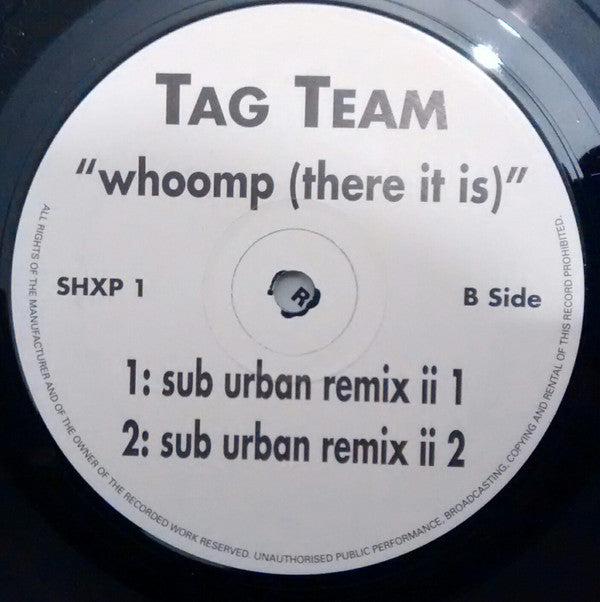 TAG TEAM
"whoomp (there it is)"
SHXP 1
B Side
1: sub urban remix ii 1
2: sub urban remix ii 2
ALL RIGHTS OF THE MANUFACTURER AND OF THE OWNER OF THE RECORDED WORK RESERVED. UNAUTHORISED PUBLIC PERFORMANCE, BROADCASTING, COPYING AND RENTAL OF THIS RECORD PROHIBITED.